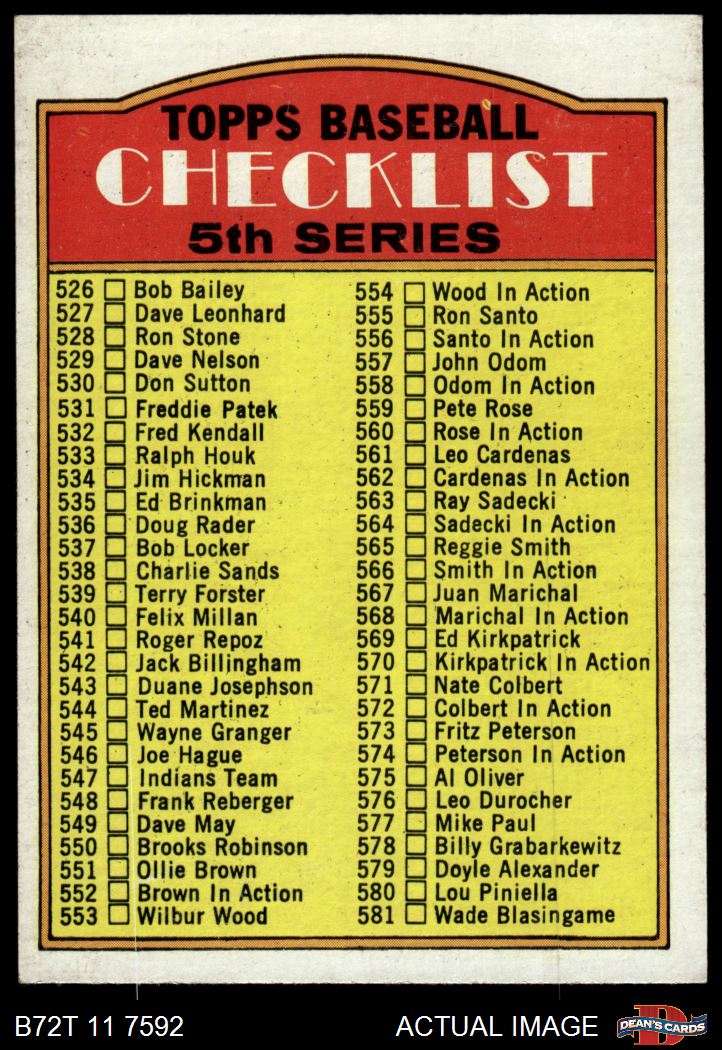 TOPPS BASEBALL
CHECKLIST
5th SERIES
526 Bob Bailey
527 Dave Leonhard
528 Ron Stone
529 Dave Nelson
530 Don Sutton
531 Freddie Patek
532 Fred Kendall
533 Ralph Houk
534 Jim Hickman
535 Ed Brinkman
536 Doug Rader
537 Bob Locker
538 Charlie Sands
539 Terry Forster
540 Felix Millan
541 Roger Repoz
542 Jack Billingham
543 Duane Josephson
544 Ted Martinez
545 Wayne Granger
546 Joe Hague
547 Indians Team
548 Frank Reberger
549 Dave May
550 Brooks Robinson
551 Ollie Brown
552 Brown In Action
553 Wilbur Wood
554 Wood In Action
555 Ron Santo
556 Santo In Action
557 John Odom
558 Odom In Action
559 Pete Rose
560 Rose In Action
561 Leo Cardenas
562 Cardenas In Action
563 Ray Sadecki
564 Sadecki In Action
565 Reggie Smith
566 Smith In Action
567 Juan Marichal
568 Marichal In Action
569 Ed Kirkpatrick
570 Kirkpatrick In Action
571 Nate Colbert
572 Colbert In Action
573 Fritz Peterson
574 Peterson In Action
575 Al Oliver
576 Leo Durocher
577 Mike Paul
578 Billy Grabarkewitz
579 Doyle Alexander
580 Lou Piniella
581 Wade Blasingame
B72T 11 7592
ACTUAL IMAGE
D
DEAN'S CARDS